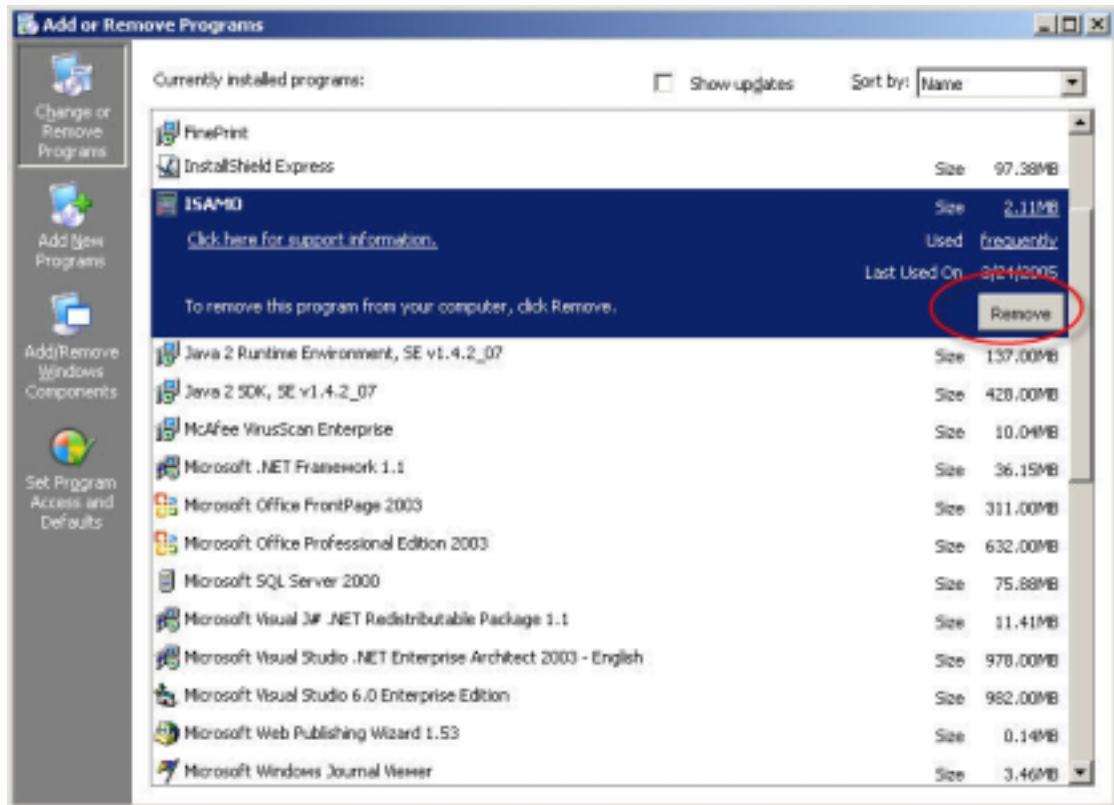 Add or Remove Programs
Change or
Remove
Programs
Add New
Programs
Add/Remove
Windows
Components
Set Program
Access and
Defaults
Currently installed programs: Show updates Sort by: Name
FinePrint
InstallShield Express Size 97.38MB
ISAMO Size 2.11MB
Click here for support information. Used frequently
Last Used On 3/24/2005
To remove this program from your computer, click Remove. Remove
Java 2 Runtime Environment, SE v1.4.2_07 Size 137.00MB
Java 2 SDK, SE v1.4.2_07 Size 428.00MB
McAfee VirusScan Enterprise Size 10.04MB
Microsoft .NET Framework 1.1 Size 36.15MB
Microsoft Office FrontPage 2003 Size 311.00MB
Microsoft Office Professional Edition 2003 Size 632.00MB
Microsoft SQL Server 2000 Size 75.88MB
Microsoft Visual J# .NET Redistributable Package 1.1 Size 11.41MB
Microsoft Visual Studio .NET Enterprise Architect 2003 - English Size 978.00MB
Microsoft Visual Studio 6.0 Enterprise Edition Size 982.00MB
Microsoft Web Publishing Wizard 1.53 Size 0.14MB
Microsoft Windows Journal Viewer Size 3.46MB